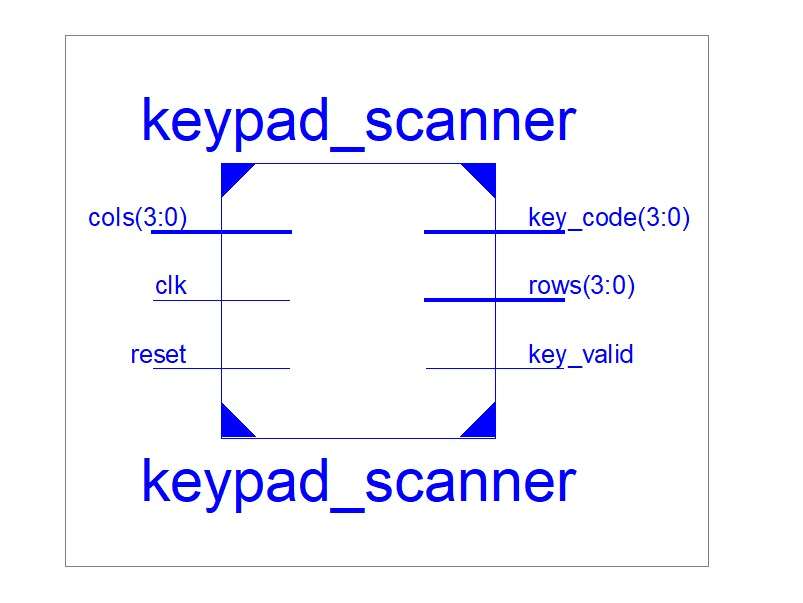 keypad_scanner
cols(3:0)
key_code(3:0)
clk
rows(3:0)
reset
key_valid
keypad_scanner